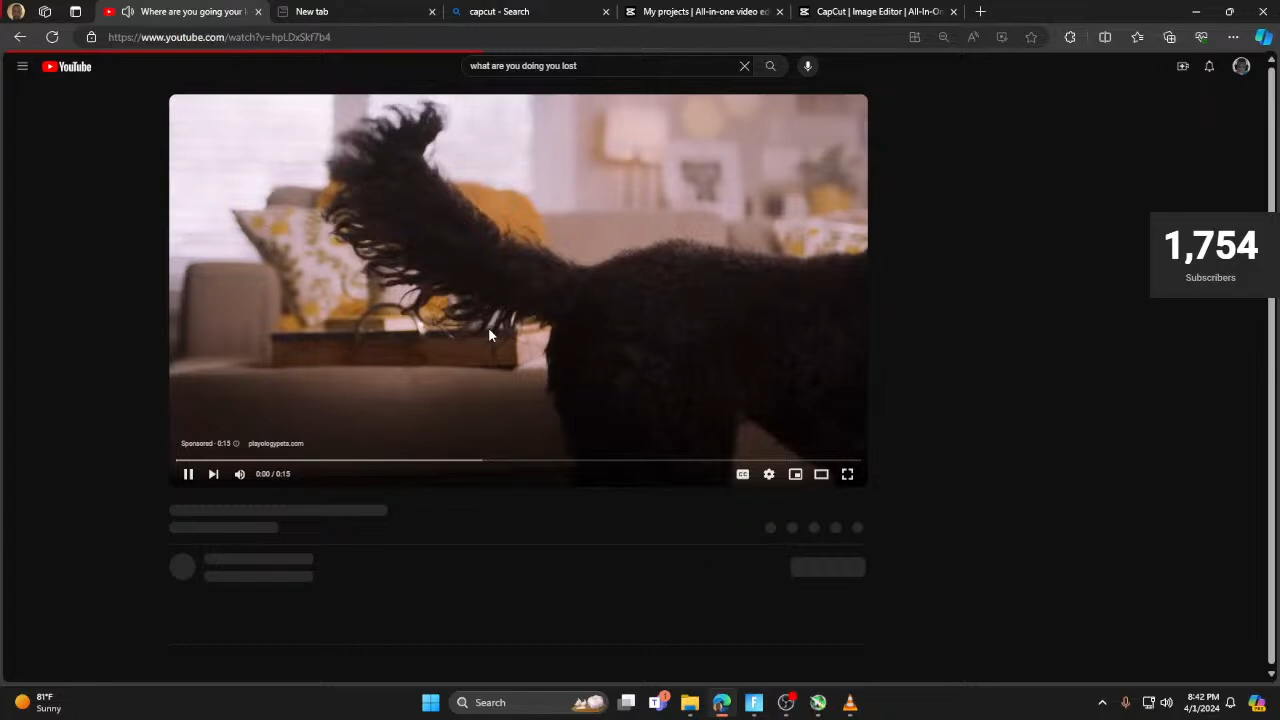 Where are you going your l
New tab
capcut - Search
My projects | All-in-one video ed
CapCut | Image Editor | All-In-On
https://www.youtube.com/watch?v=hpLDxSkf7b4
YouTube
what are you doing you lost
1,754
Subscribers
Sponsored · 0:15
playologypets.com
0:00 / 0:15
CC
81°F
Sunny
Search
8:42 PM
4/3/2024